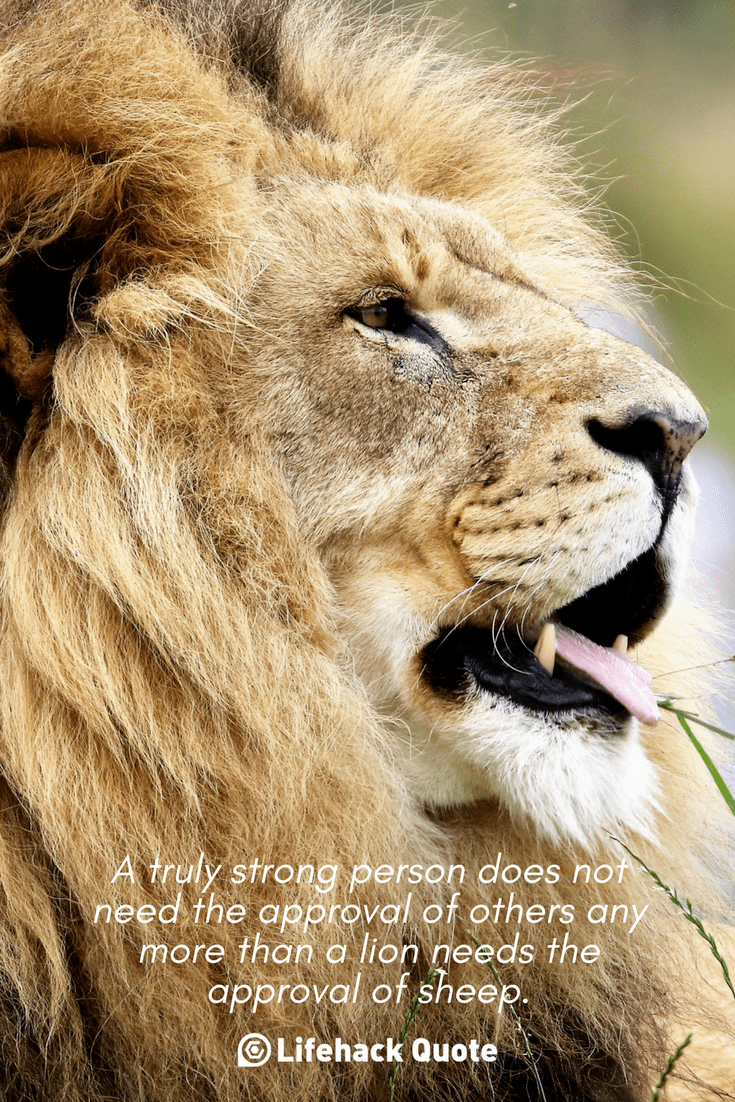 A truly strong person does not
need the approval of others any
more than a lion needs the
approval of sheep.
Lifehack Quote